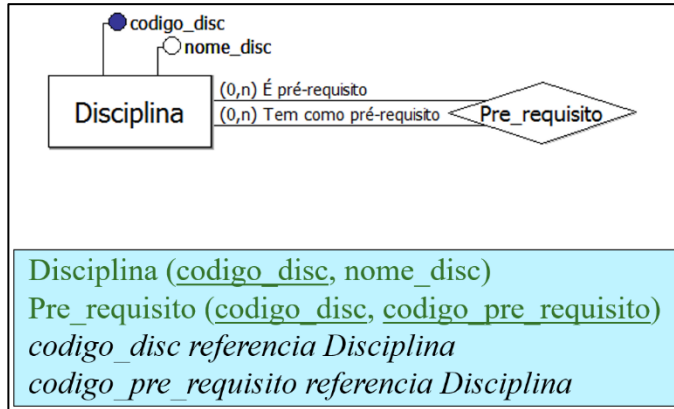 codigo_disc
nome_disc
Disciplina
(0,n) É pré-requisito
(0,n) Tem como pré-requisito
Pre_requisito
Disciplina (codigo_disc, nome_disc)
Pre_requisito (codigo_disc, codigo_pre_requisito)
codigo_disc referencia Disciplina
codigo_pre_requisito referencia Disciplina